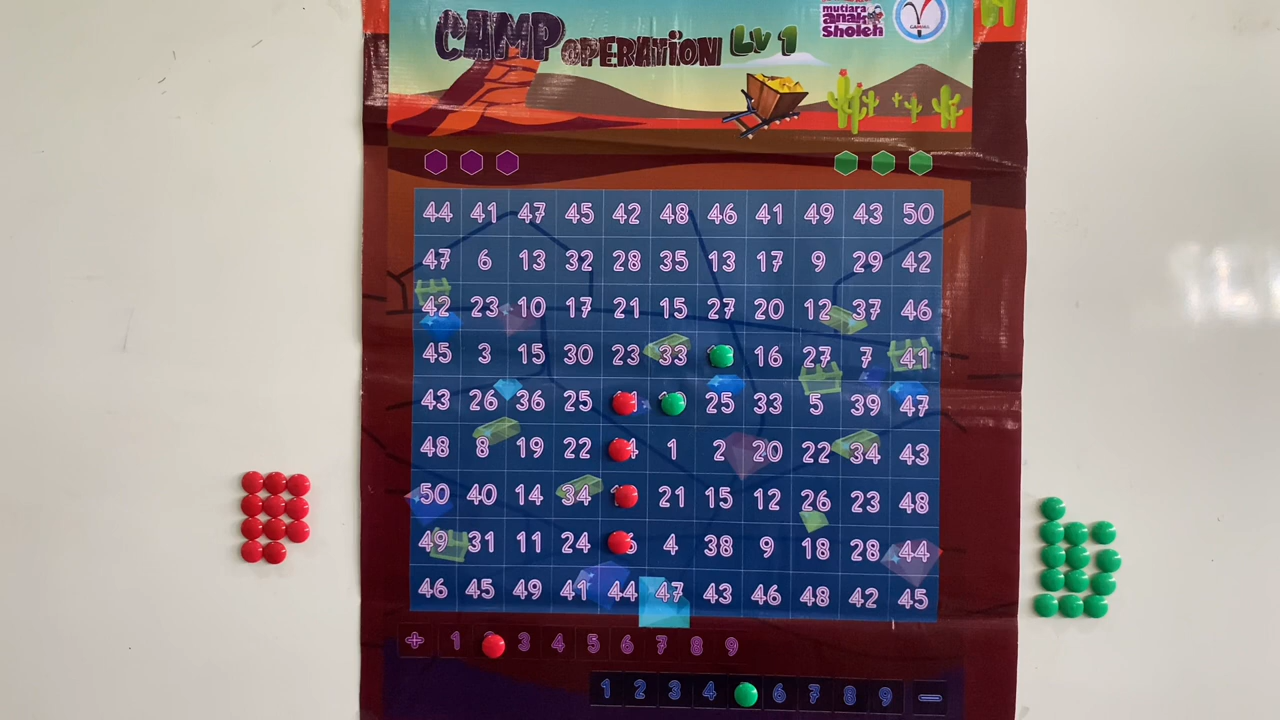 CAMP OPERATION Lv 1
mutiara
anak
Sholeh
44 41 47 45 42 48 46 41 49 43 50
47 6 13 32 28 35 13 17 9 29 42
42 23 10 17 21 15 27 20 12 37 46
45 3 15 30 23 33 16 27 7 41
43 26 36 25 25 33 5 39 47
48 8 19 22 1 2 20 22 34 43
50 40 14 34 21 15 12 26 23 48
49 31 11 24 4 38 9 18 28 44
46 45 49 41 44 47 43 46 48 42 45
+ 1 3 4 5 6 7 8 9
1 2 3 4 6 7 8 9 -